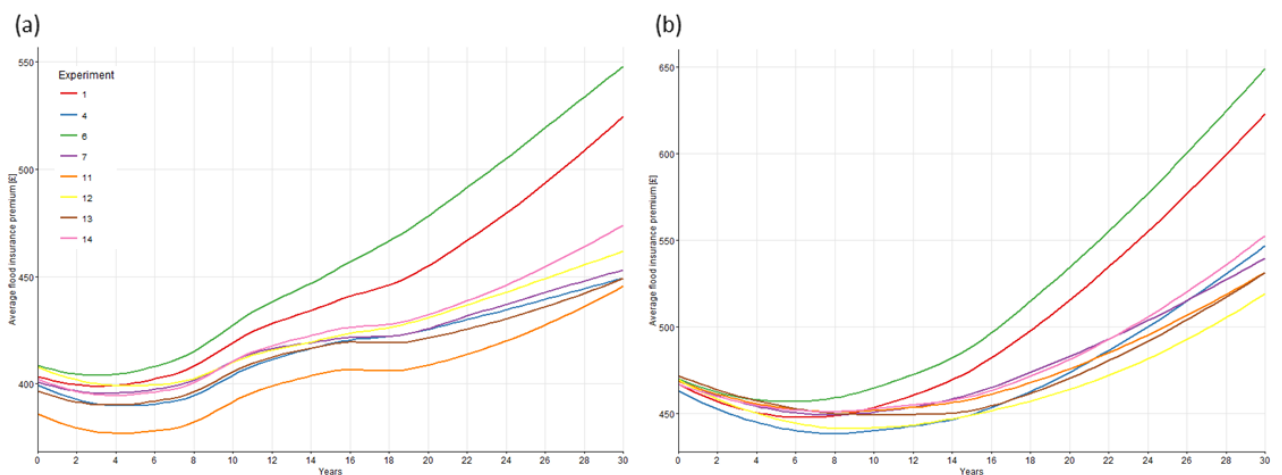 (a)
(b)
Average flood insurance premium [£]
550
500
450
400
Experiment
1
4
6
7
11
12
13
14
0 2 4 6 8 10 12 14 16 18 20 22 24 26 28 30
Years
Average flood insurance premium [£]
650
600
550
500
450
0 2 4 6 8 10 12 14 16 18 20 22 24 26 28 30
Years